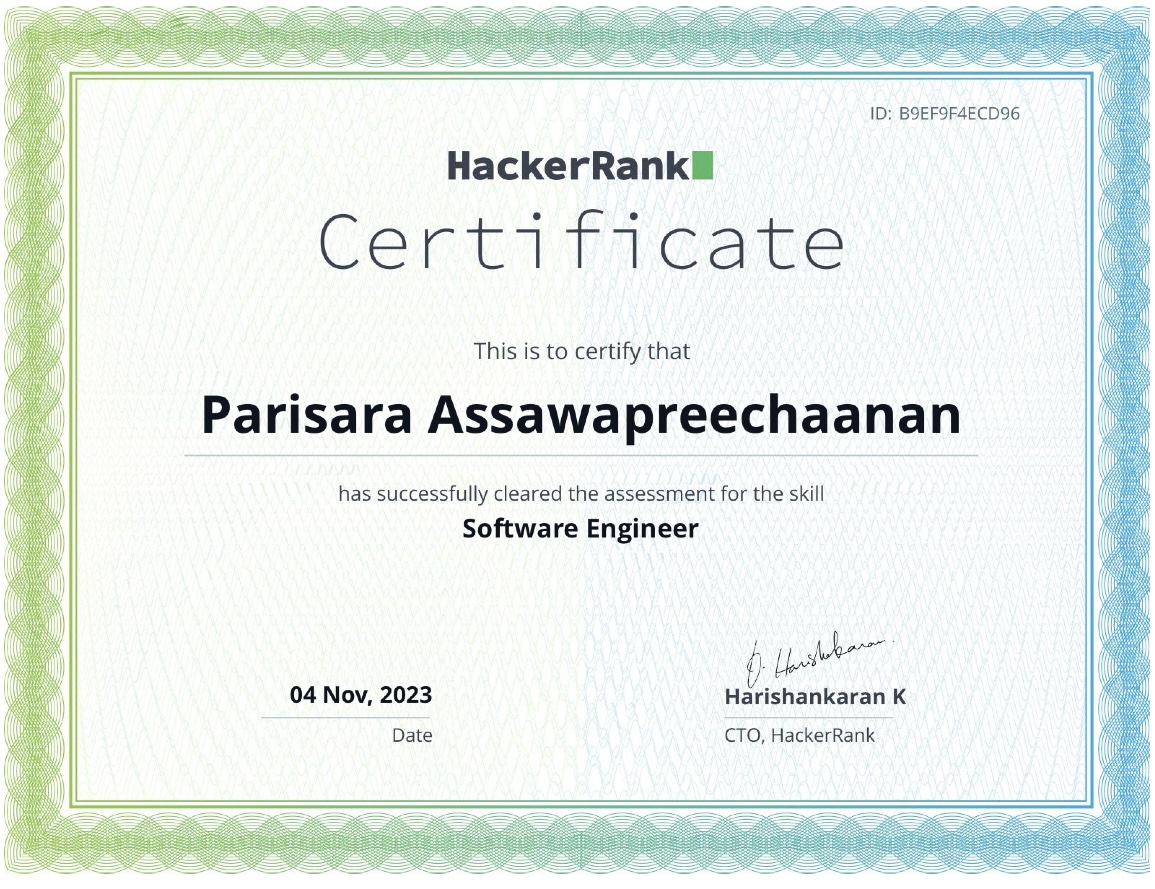 ID: B9EF9F4ECD96
HackerRank
Certificate
This is to certify that
Parisara Assawapreechaanan
has successfully cleared the assessment for the skill
Software Engineer
04 Nov, 2023
Date
Harishankaran K
CTO, HackerRank